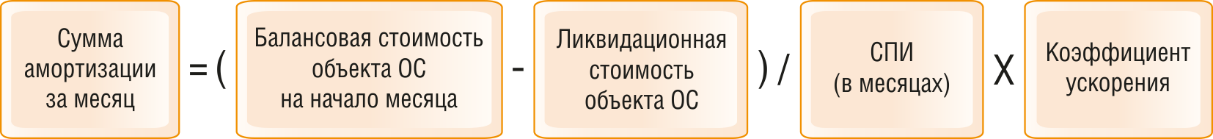 Сумма
амортизации
за месяц
= (
Балансовая стоимость
объекта ОС
на начало месяца
-
Ликвидационная
стоимость
объекта ОС
) /
СПИ
(в месяцах)
X
Коэффициент
ускорения